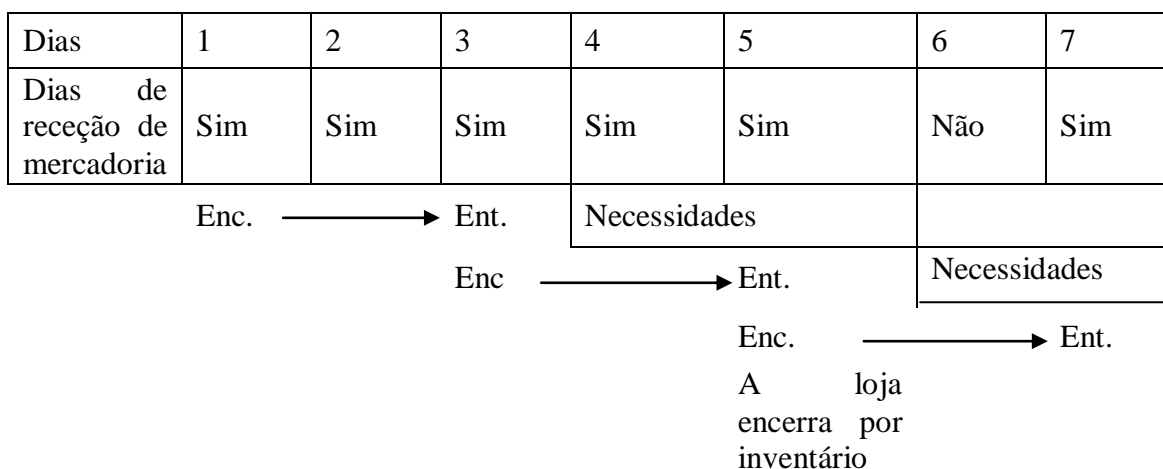 Dias 1 2 3 4 5 6 7
Dias de
receção de
mercadoria
Sim Sim Sim Sim Sim Não Sim
Enc. Ent. Necessidades
Enc Ent. Necessidades
Enc. Ent.
A loja
encerra por
inventário